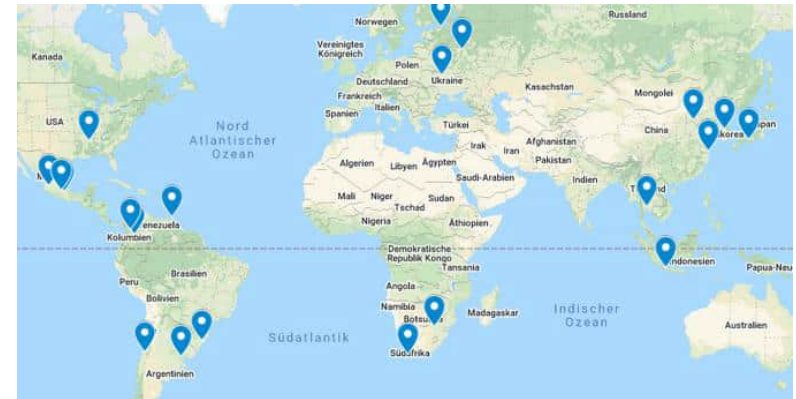 Norwegen
Russland
Kanada
Vereinigtes
Königreich
Polen
Deutschland
Ukraine
Frankreich
Kasachstan
Mongolei
Spanien
Italien
USA
Nord
Atlantischer
Ozean
Türkei
China
Irak
Iran
Afghanistan
Pakistan
Algerien
Libyen
Ägypten
Saudi-Arabien
Indien
Mali
Niger
Tschad
Sudan
Nigeria
Äthiopien
Kolumbien
Demokratische
Republik Kongo
Tansania
Papua-Neu
Peru
Brasilien
Bolivien
Angola
Namibia
Madagaskar
Indischer
Ozean
Australien
Südatlantik
Argentinien